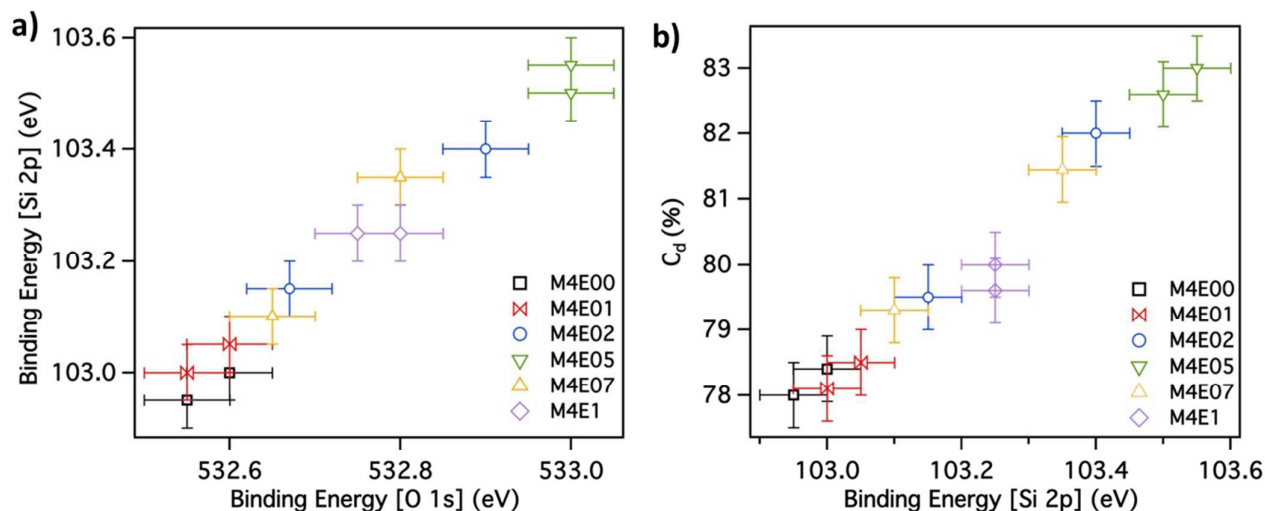 a)
Binding Energy [Si 2p] (eV)
103.6
103.4
103.2
103.0
M4E00
M4E01
M4E02
M4E05
M4E07
M4E1
532.6 532.8 533.0
Binding Energy [O 1s] (eV)
b)
C_d (%)
83
82
81
80
79
78
M4E00
M4E01
M4E02
M4E05
M4E07
M4E1
103.0 103.2 103.4 103.6
Binding Energy [Si 2p] (eV)